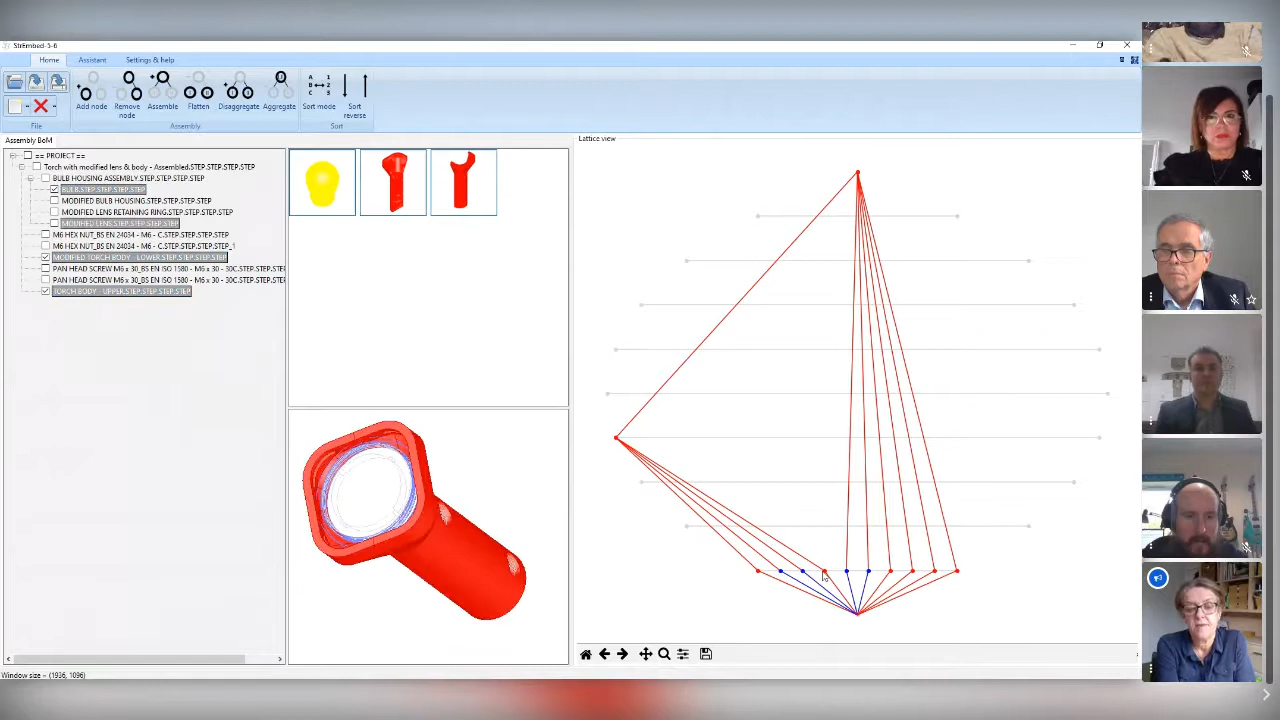 StrEmbed-5-6
Home Assistant Settings & help
Add node
Remove node
Assemble
Flatten
Disaggregate
Aggregate
Sort mode
Sort reverse
File
Assembly
Sort
Assembly BoM
Lattice view
== PROJECT ==
Torch with modified lens & body - Assembled.STEP.STEP.STEP.STEP
BULB HOUSING ASSEMBLY.STEP.STEP.STEP.STEP
BULB.STEP.STEP.STEP.STEP
MODIFIED BULB HOUSING.STEP.STEP.STEP
MODIFIED LENS RETAINING RING.STEP.STEP.STEP
MODIFIED LENS.STEP.STEP.STEP.STEP
M6 HEX NUT_BS EN 24034 - M6 - C.STEP.STEP.STEP.STEP
M6 HEX NUT_BS EN 24034 - M6 - C.STEP.STEP.STEP.STEP_1
MODIFIED TORCH BODY - LOWER.STEP.STEP.STEP.STEP
PAN HEAD SCREW M6 x 30_BS EN ISO 1580 - M6 x 30 - 30C.STEP.STEP.STEP
PAN HEAD SCREW M6 x 30_BS EN ISO 1580 - M6 x 30 - 30C.STEP.STEP.STEP
TORCH BODY - UPPER.STEP.STEP.STEP.STEP
Window size = (1936, 1096)